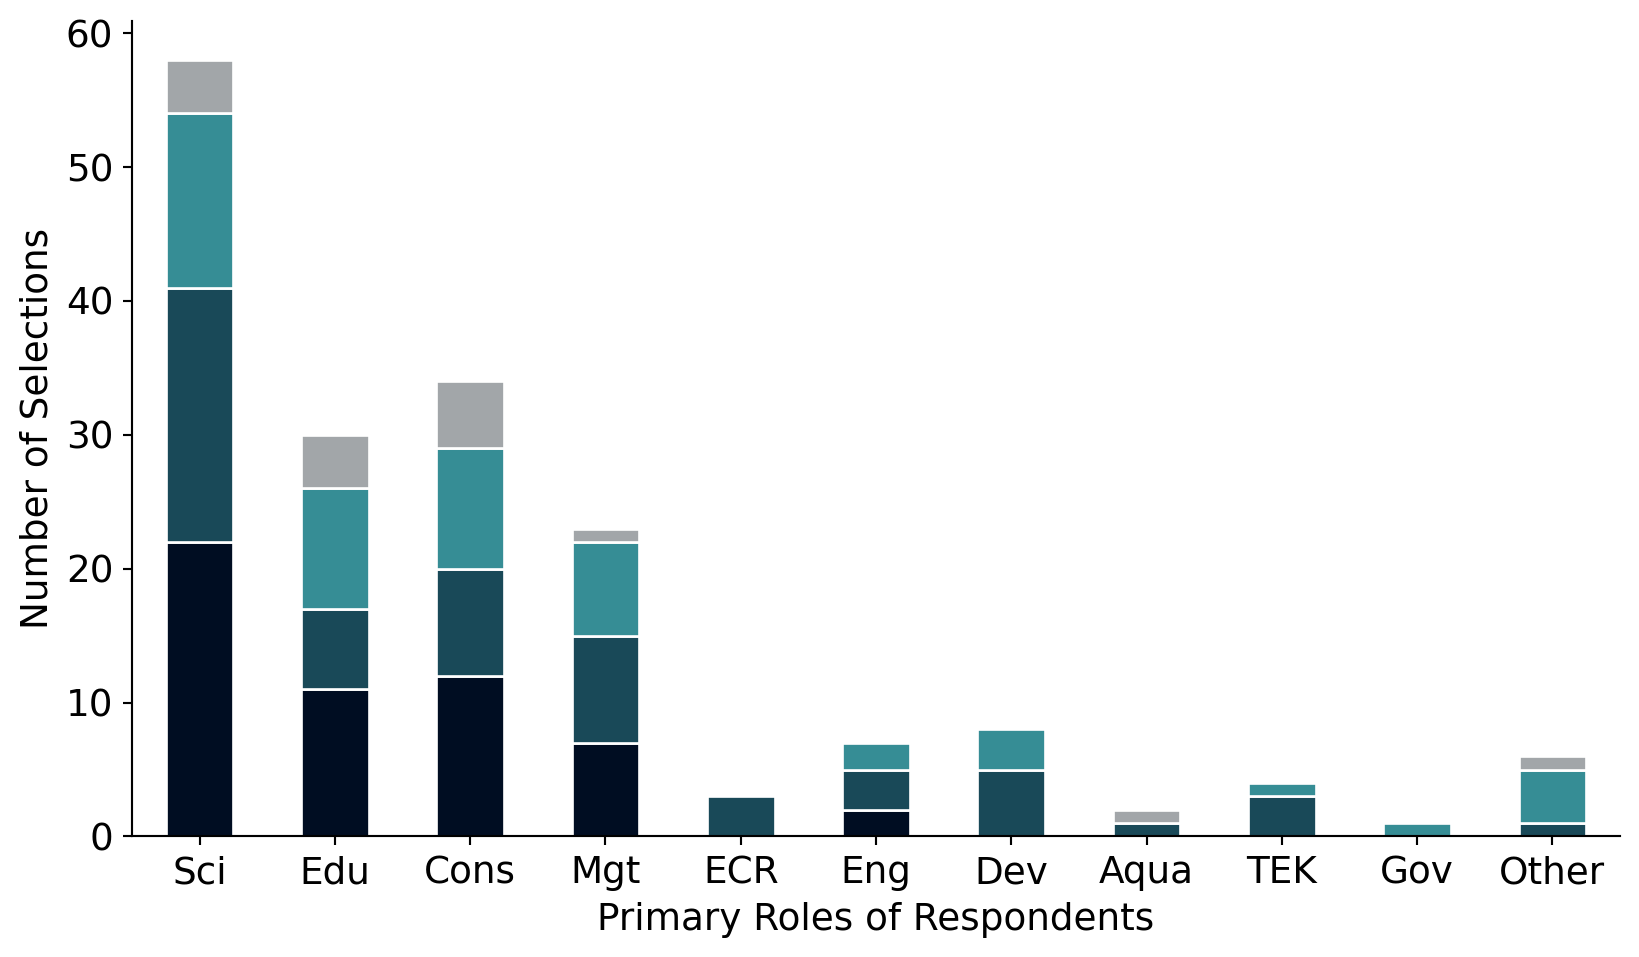 60
50
40
30
20
10
0
Number of Selections
Sci Edu Cons Mgt ECR Eng Dev Aqua TEK Gov Other
Primary Roles of Respondents